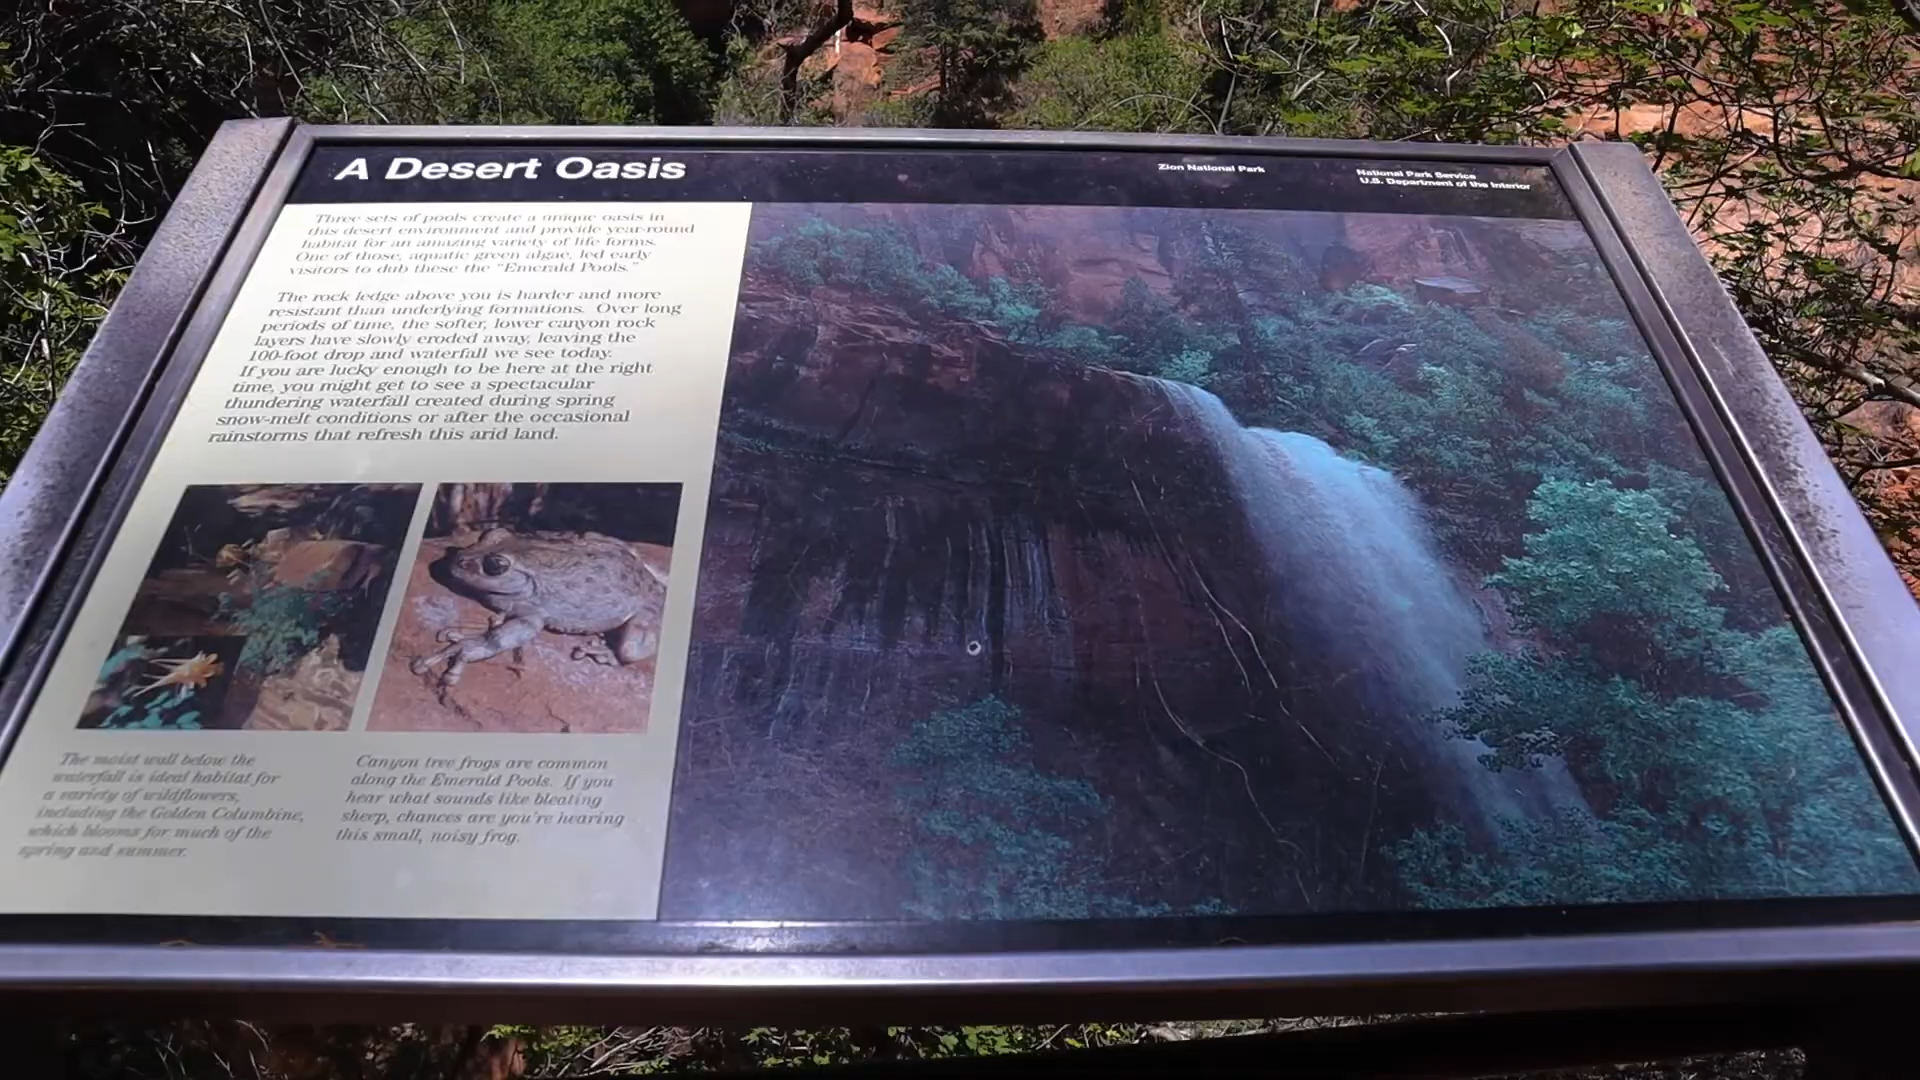 A Desert Oasis
Zion National Park
National Park Service
U.S. Department of the Interior
Three sets of pools create a unique oasis in
this desert environment and provide year-round
habitat for an amazing variety of life forms.
One of those, aquatic green algae, led early
visitors to dub these the "Emerald Pools."
The rock ledge above you is harder and more
resistant than underlying formations. Over long
periods of time, the softer, lower canyon rock
layers have slowly eroded away, leaving the
100-foot drop and waterfall we see today.
If you are lucky enough to be here at the right
time, you might get to see a spectacular
thundering waterfall created during spring
snow-melt conditions or after the occasional
rainstorms that refresh this arid land.
The moist wall below the
waterfall is ideal habitat for
a variety of wildflowers,
including the Golden Columbine,
which blooms for much of the
spring and summer.
Canyon tree frogs are common
along the Emerald Pools. If you
hear what sounds like bleating
sheep, chances are you're hearing
this small, noisy frog.